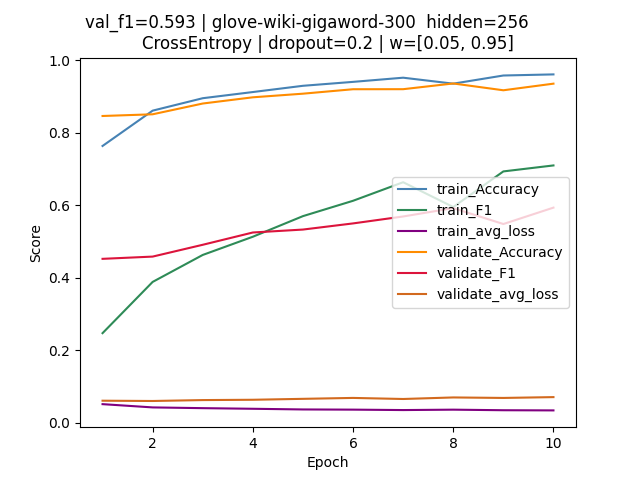 val_f1=0.593 | glove-wiki-gigaword-300  hidden=256
CrossEntropy | dropout=0.2 | w=[0.05, 0.95]
1.0
0.8
0.6
0.4
0.2
0.0
Score
train_Accuracy
train_F1
train_avg_loss
validate_Accuracy
validate_F1
validate_avg_loss
2 4 6 8 10
Epoch